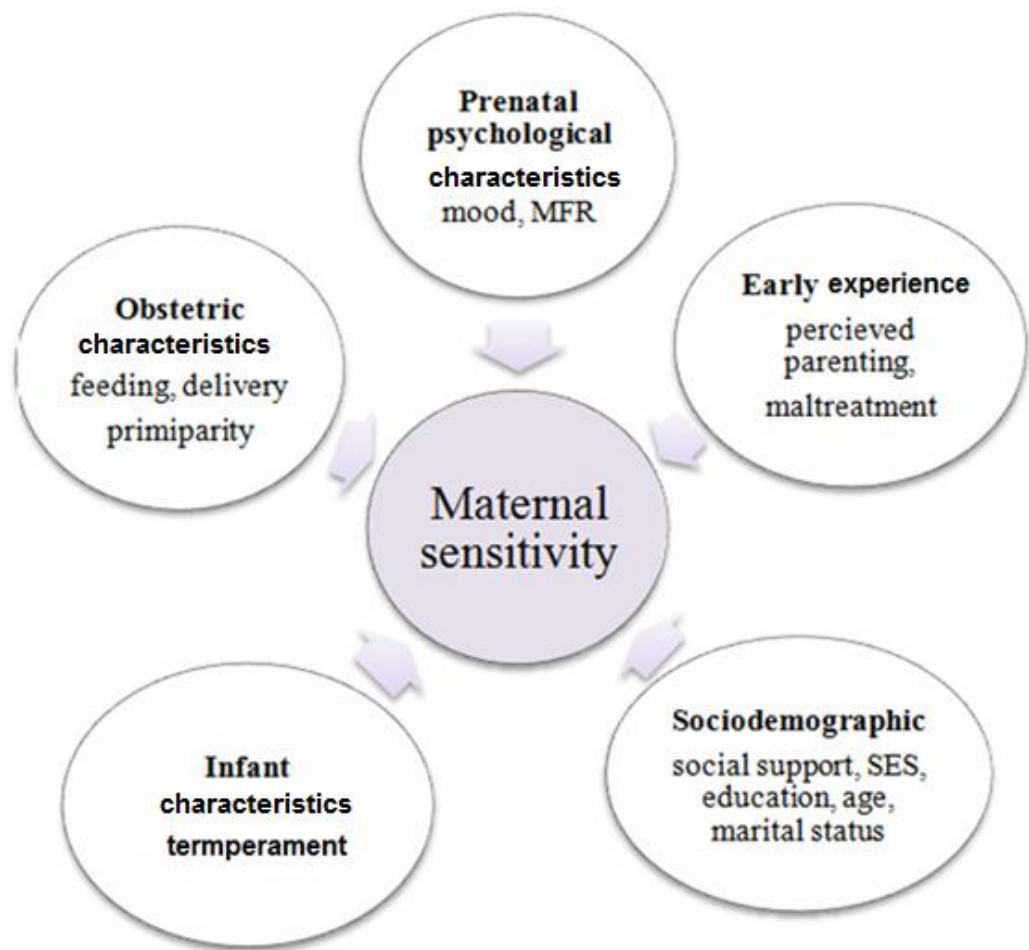 Prenatal
psychological
characteristics
mood, MFR
Obstetric
characteristics
feeding, delivery
primiparity
Early experience
percieved
parenting,
maltreatment
Maternal
sensitivity
Infant
characteristics
termperament
Sociodemographic
social support, SES,
education, age,
marital status